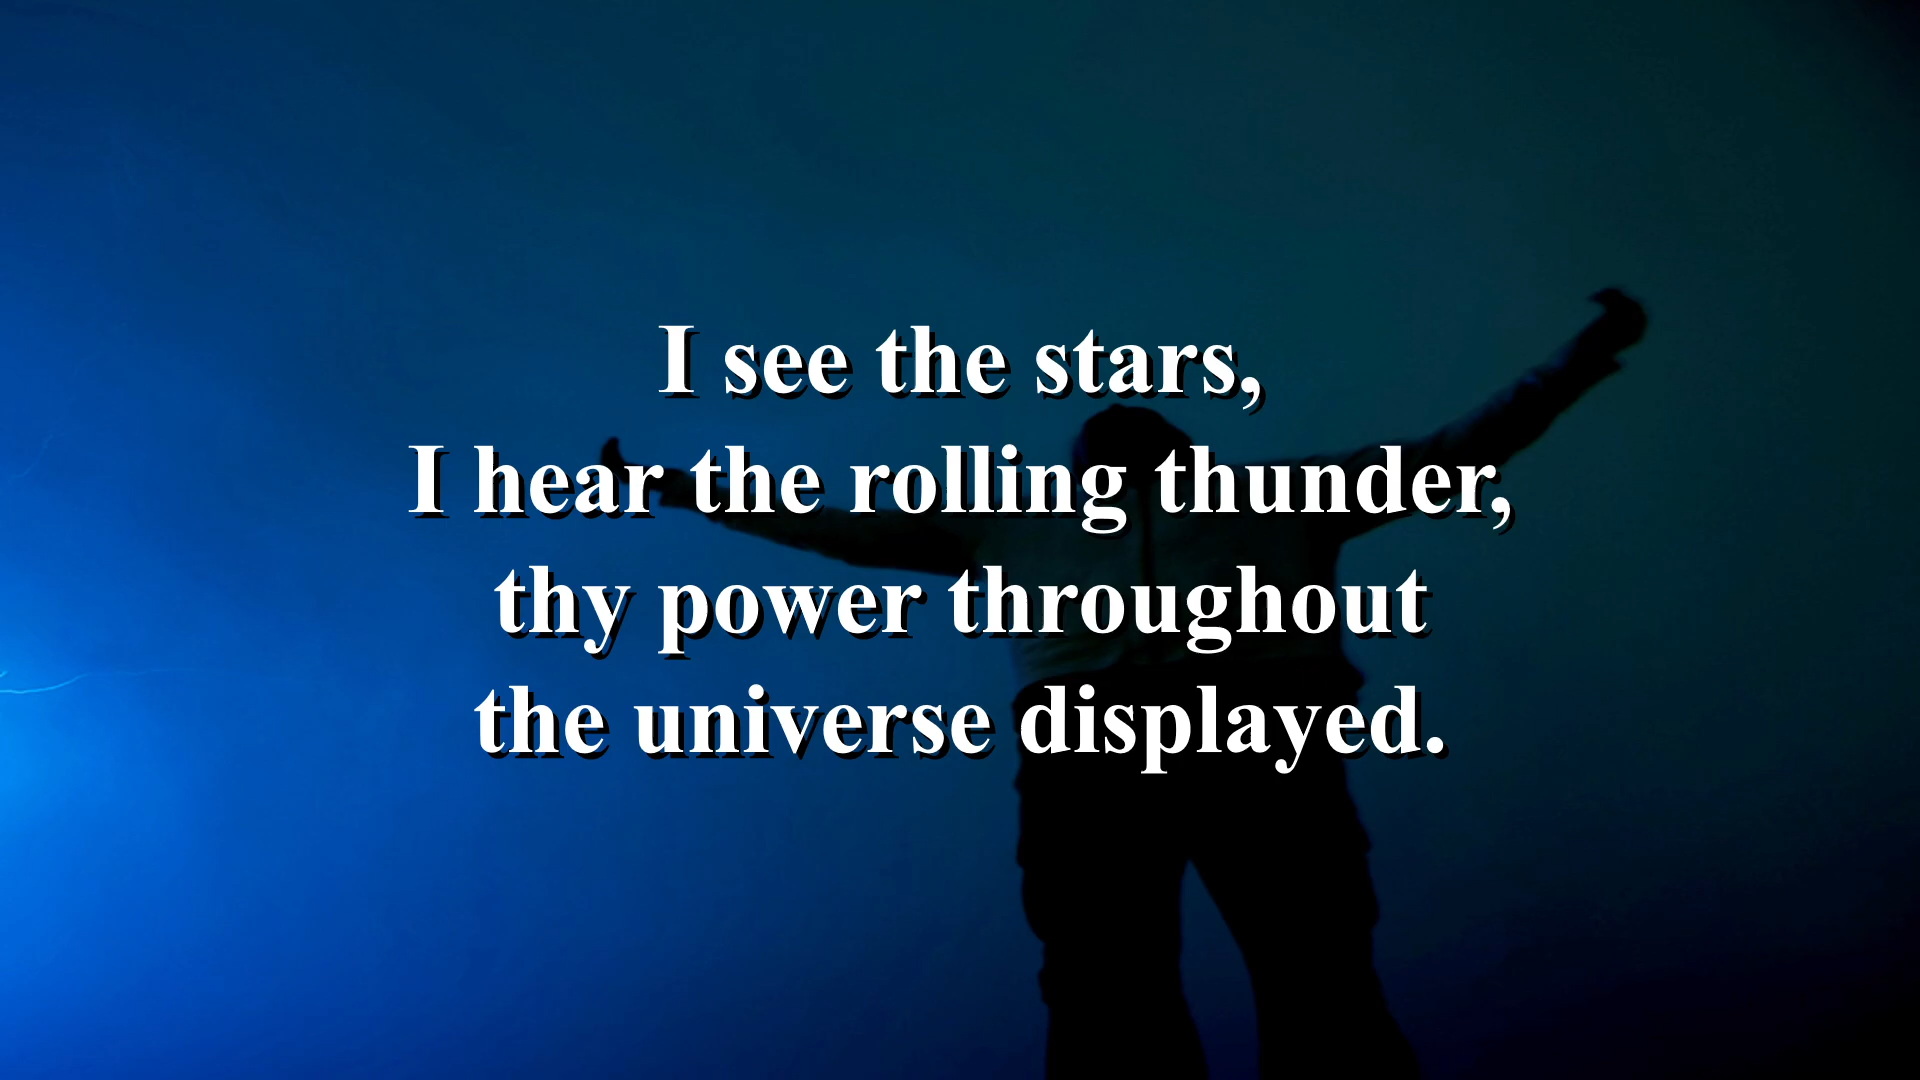 I see the stars,
I hear the rolling thunder,
thy power throughout
the universe displayed.